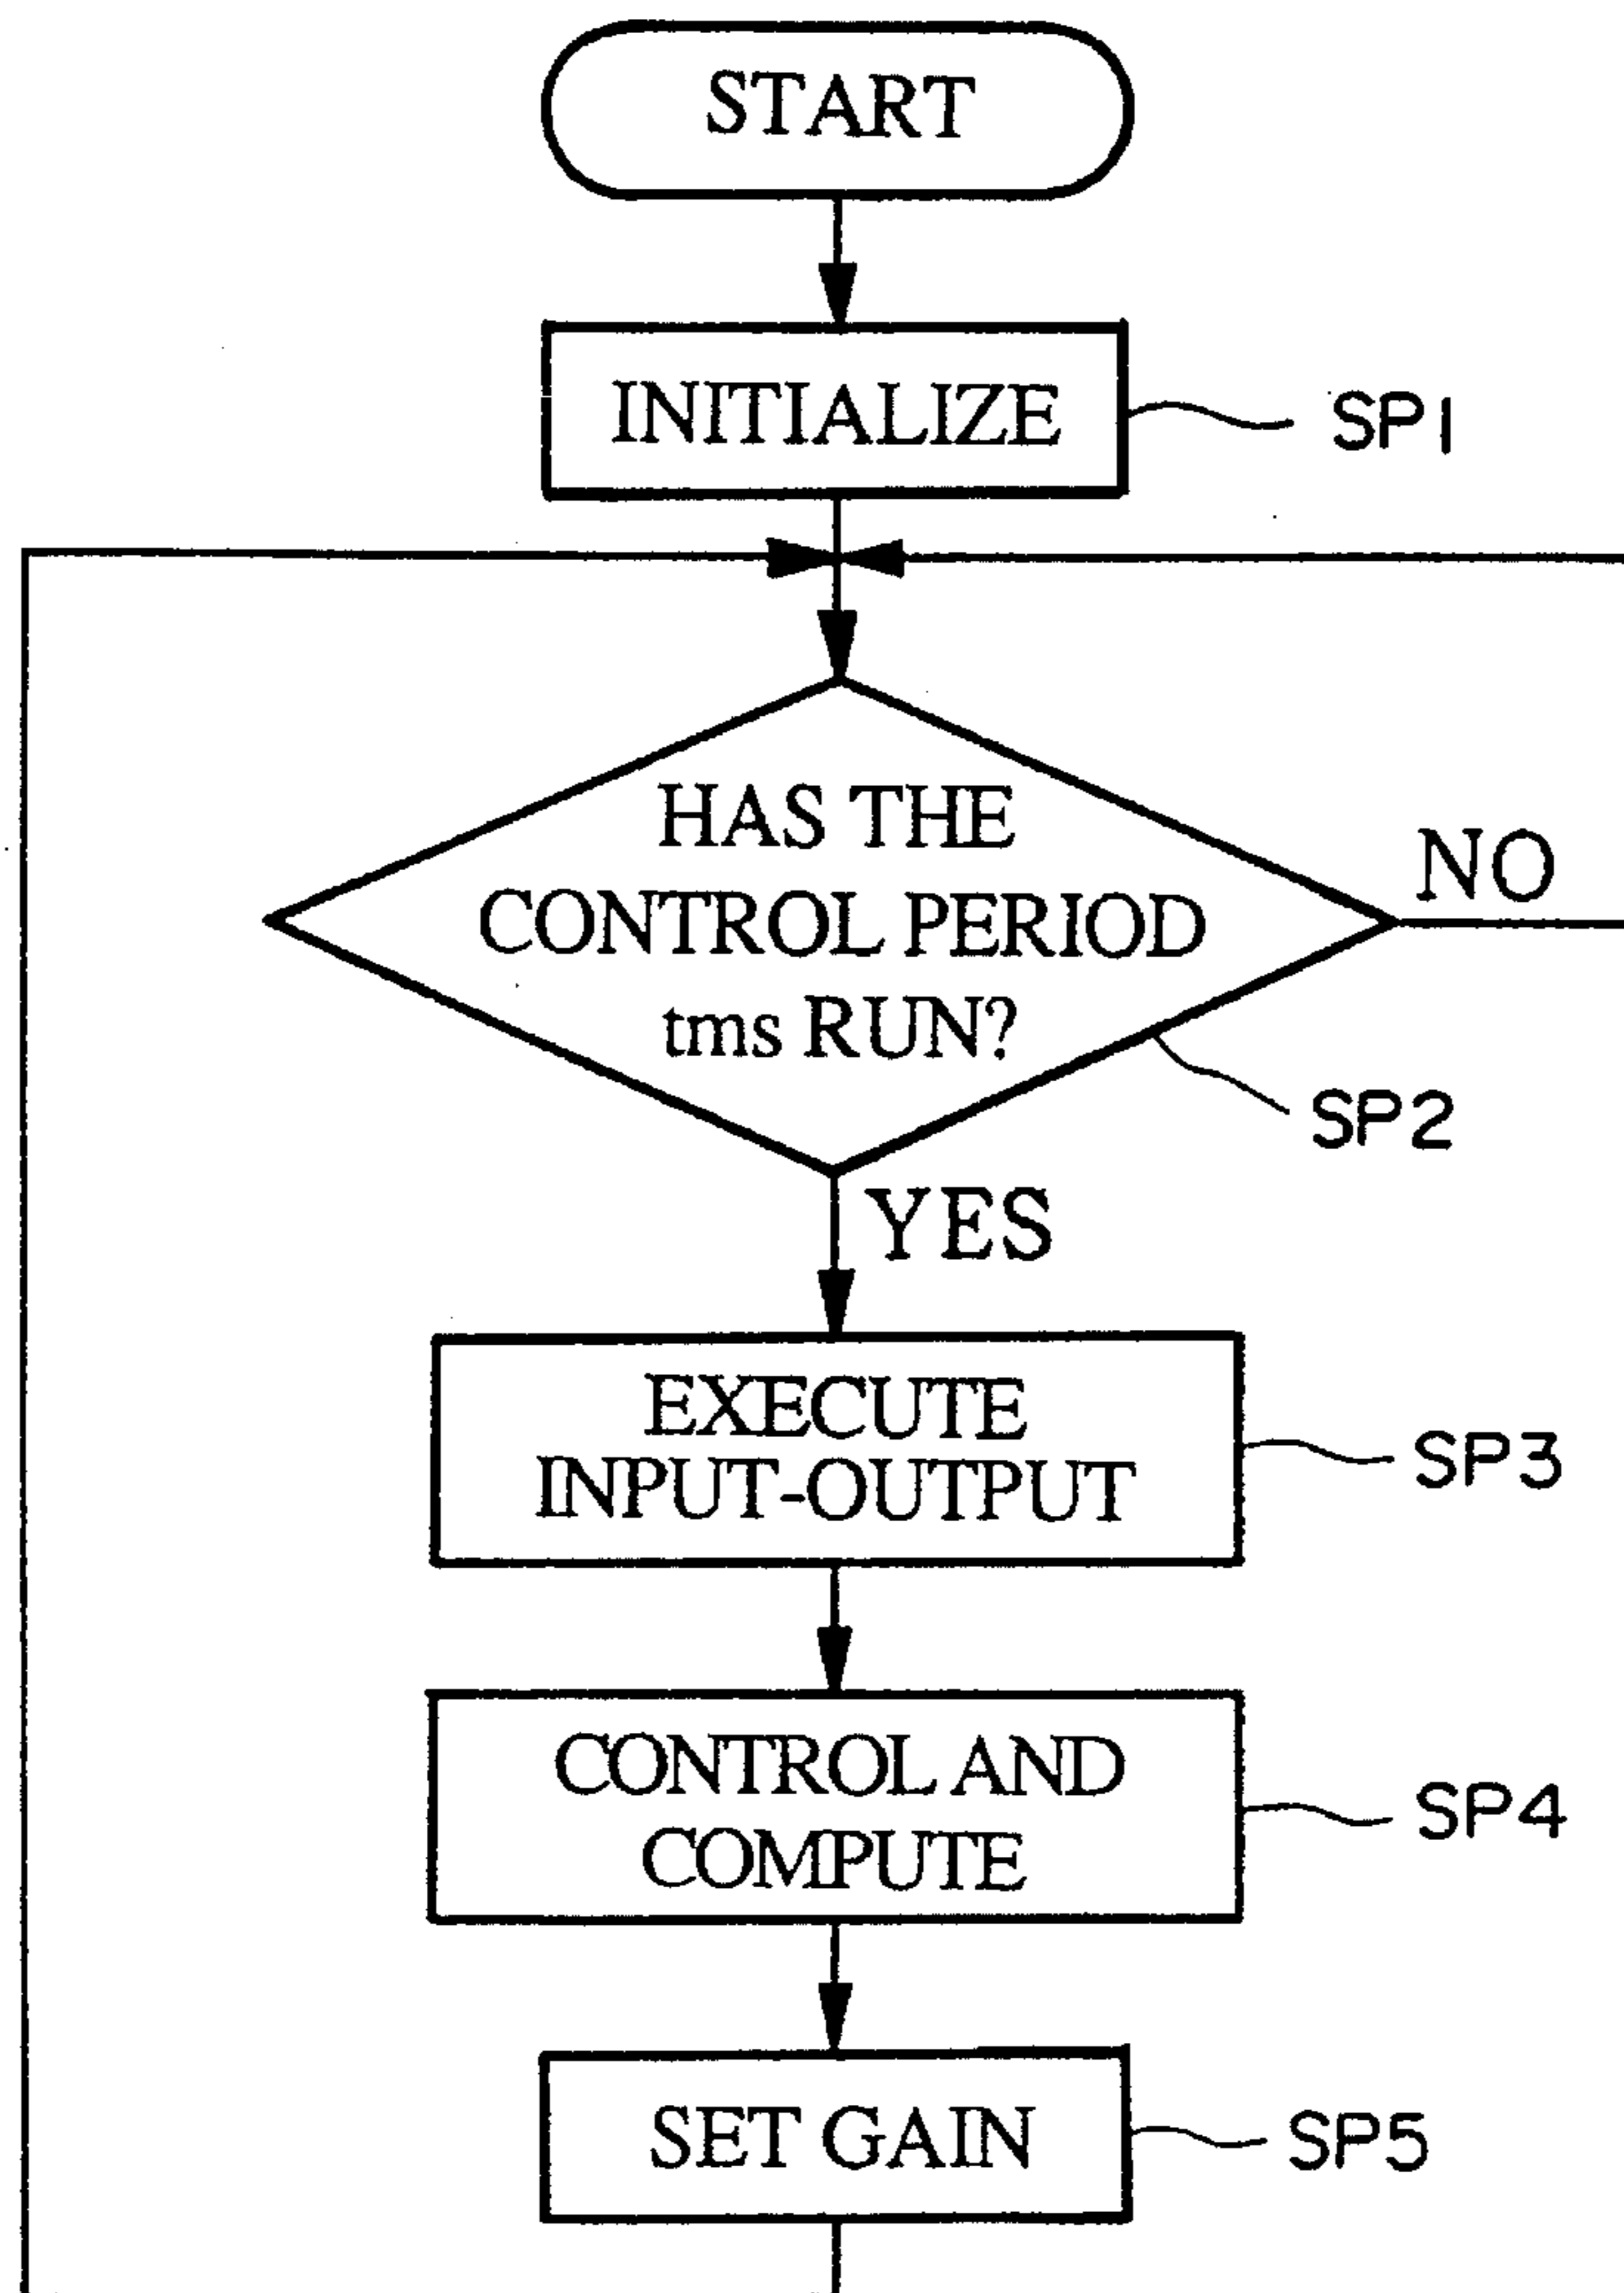 START
INITIALIZE
SP1
HAS THE
CONTROL PERIOD
tms RUN?
NO
SP2
YES
EXECUTE
INPUT-OUTPUT
SP3
CONTROL AND
COMPUTE
SP4
SET GAIN
SP5